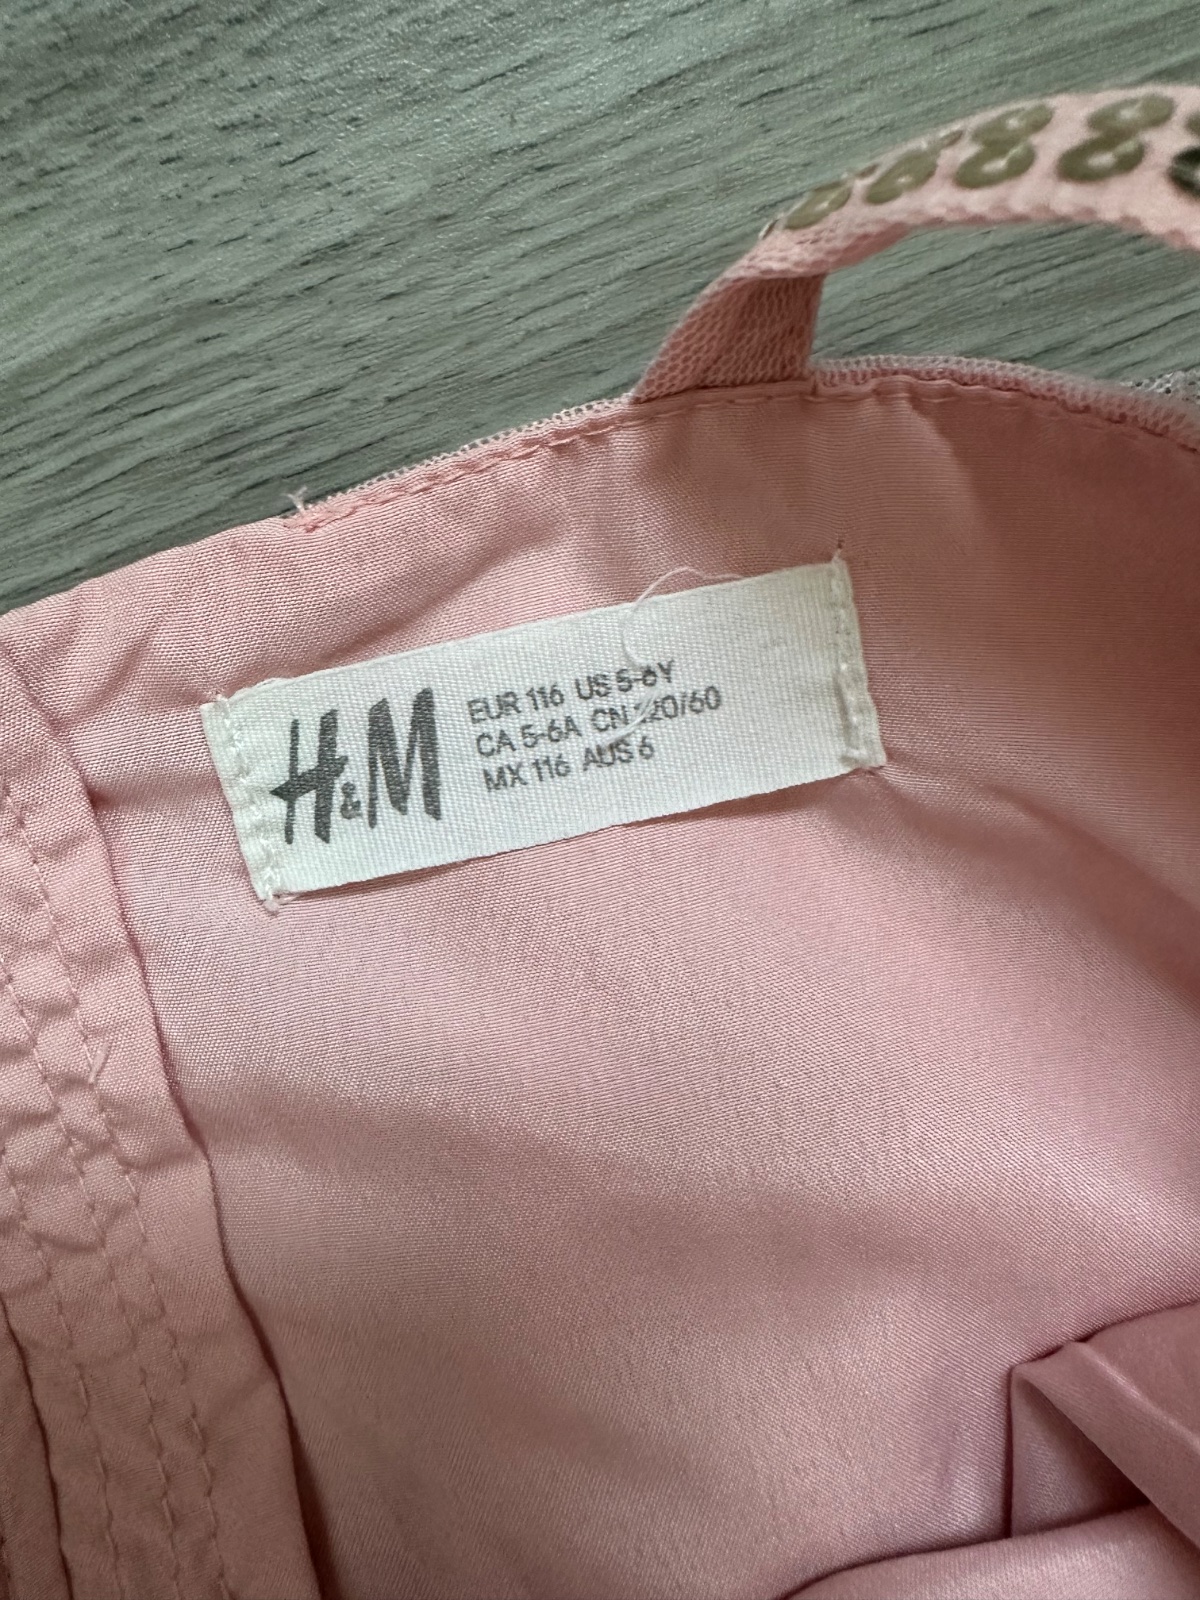 H&M
EUR 116 US 5-6Y
CA 5-6A CN 120/60
MX 116 AUS 6